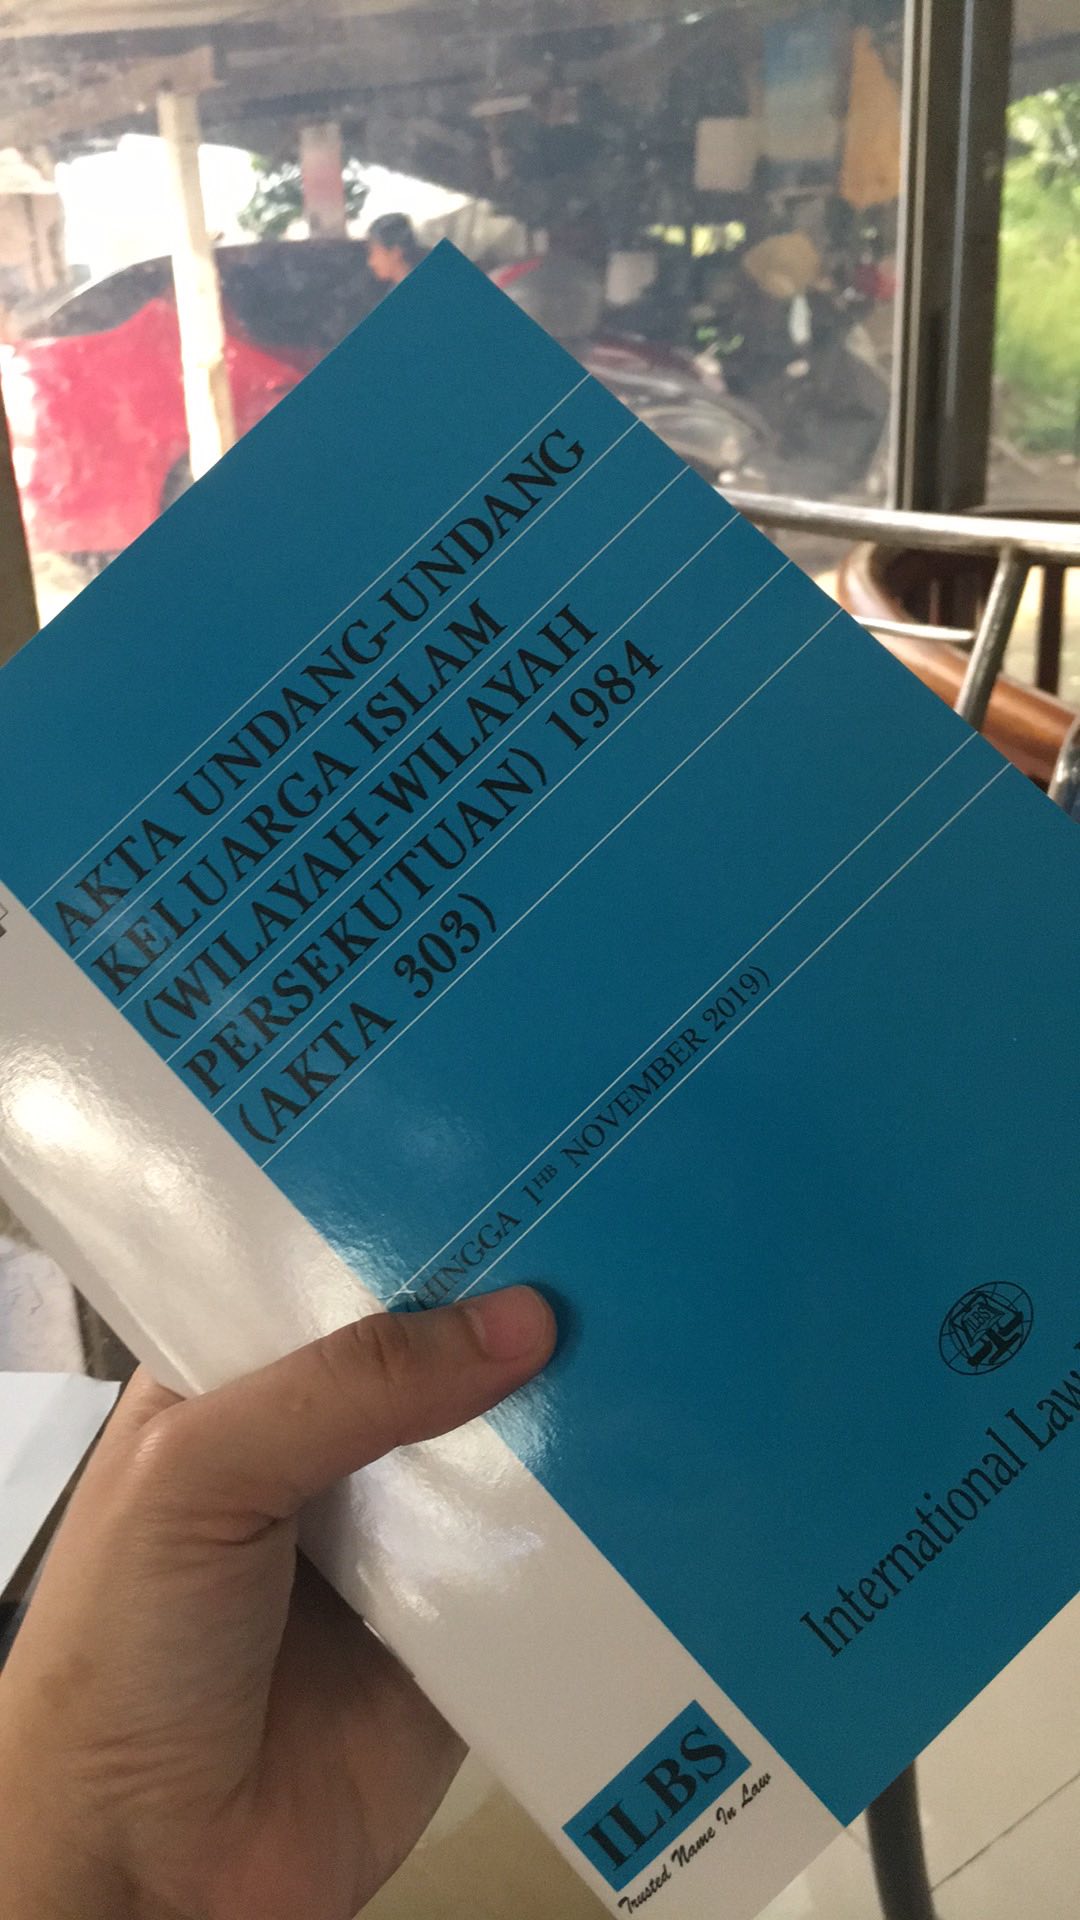 AKTA UNDANG-UNDANG
KELUARGA ISLAM
(WILAYAH-WILAYAH
PERSEKUTUAN) 1984
(AKTA 303)
(HINGGA 1HB NOVEMBER 2019)
ILBS
International Law
ILBS
Trusted Name In Law